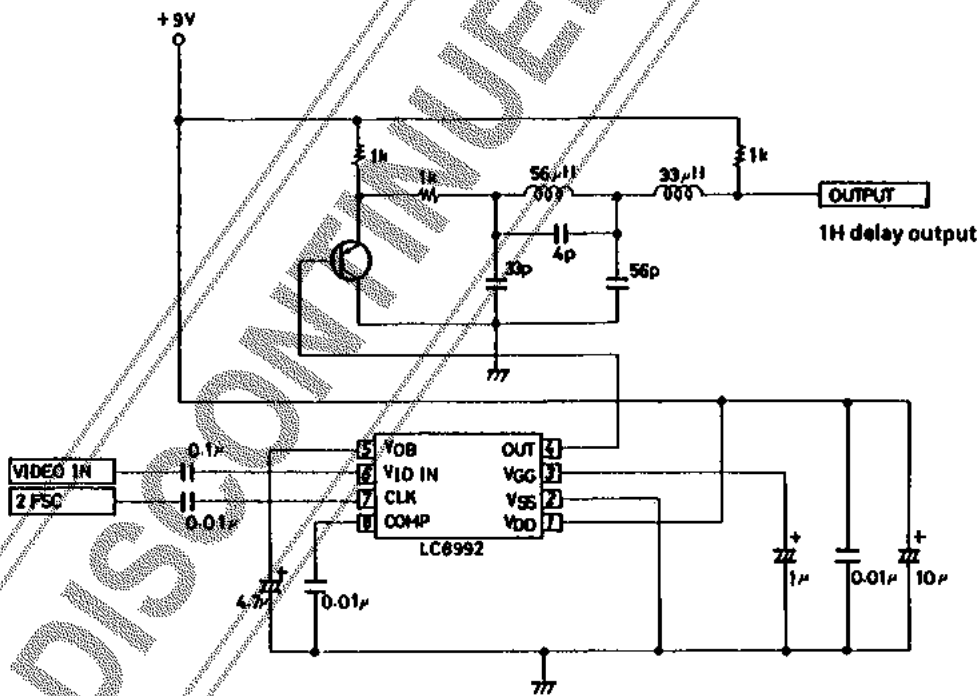 +9V
1k
1k
56μH
33μH
1k
OUTPUT
1H delay output
4p
33p
56p
VIDEO IN
2 FSC
0.1μ
0.01μ
5 VOB
6 VID IN
7 CLK
8 COMP
OUT 4
VGG 3
VSS 2
VDD 1
LC8992
4.7μ
+
0.01μ
+
1μ
0.01μ
+
10μ
DISCONTINUED